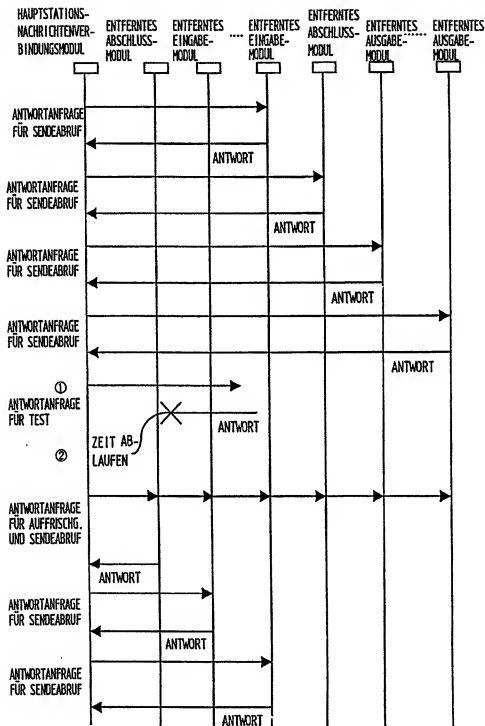 HAUPTSTATIONS-
NACHRICHTENVER-
BINDUNGSMODUL
ENTFERNTES
ABSCHLUSS-
MODUL
ENTFERNTES
EINGABE-
MODUL
.....
ENTFERNTES
EINGABE-
MODUL
ENTFERNTES
ABSCHLUSS-
MODUL
ENTFERNTES
AUSGABE-
MODUL
......
ENTFERNTES
AUSGABE-
MODUL
ANTWORTANFRAGE
FÜR SENDEABRUF
ANTWORT
ANTWORTANFRAGE
FÜR SENDEABRUF
ANTWORT
ANTWORTANFRAGE
FÜR SENDEABRUF
ANTWORT
ANTWORTANFRAGE
FÜR SENDEABRUF
ANTWORT
①
ANTWORTANFRAGE
FÜR TEST
ANTWORT
②
ZEIT AB-
LAUFEN
ANTWORTANFRAGE
FÜR AUFFRISCHG.
UND SENDEABRUF
ANTWORT
ANTWORTANFRAGE
FÜR SENDEABRUF
ANTWORT
ANTWORTANFRAGE
FÜR SENDEABRUF
ANTWORT